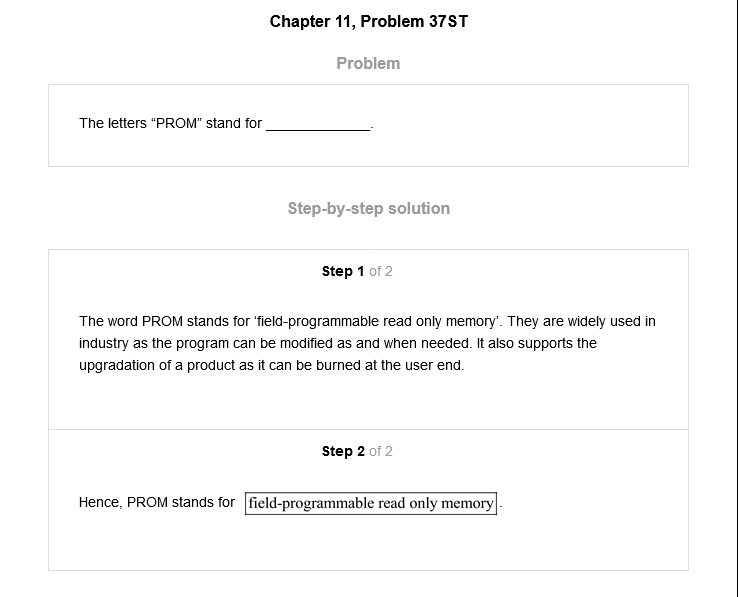 Chapter 11, Problem 37ST
Problem
The letters “PROM” stand for ______________.
Step-by-step solution
Step 1 of 2
The word PROM stands for ‘field-programmable read only memory’. They are widely used in
industry as the program can be modified as and when needed. It also supports the
upgradation of a product as it can be burned at the user end.
Step 2 of 2
Hence, PROM stands for field-programmable read only memory.